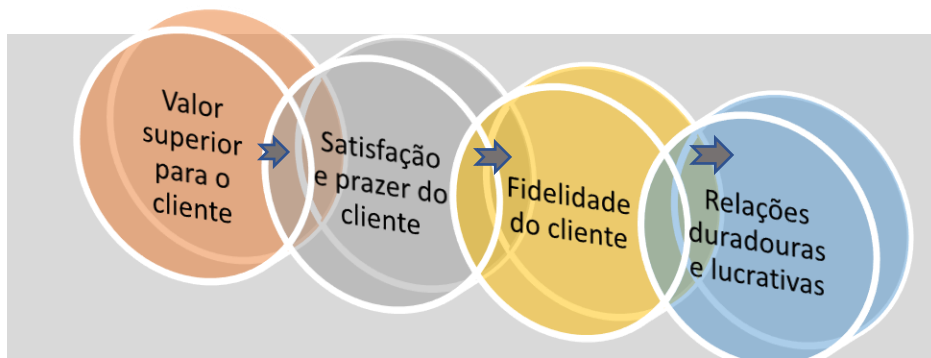 Valor
superior
para o
cliente
Satisfação
e prazer do
cliente
Fidelidade
do cliente
Relações
duradouras
e lucrativas